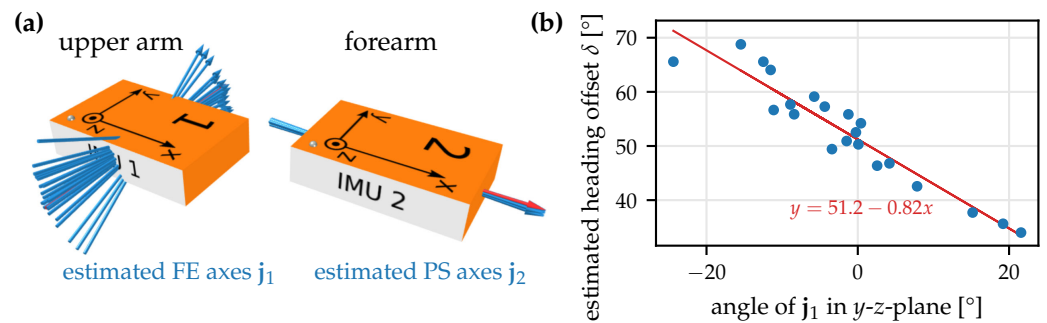 (a)
upper arm
forearm
1
x
y
z
IMU 1
2
x
y
z
IMU 2
estimated FE axes j₁
estimated PS axes j₂
(b)
estimated heading offset δ [°]
70
60
50
40
y = 51.2 − 0.82x
−20
0
20
angle of j₁ in y-z-plane [°]